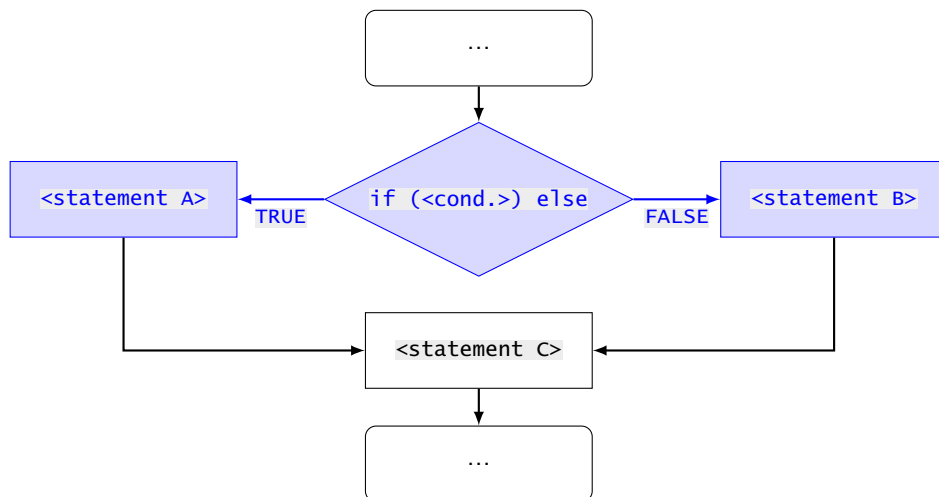 ...
<statement A>
if (<cond.>) else
<statement B>
TRUE
FALSE
<statement C>
...